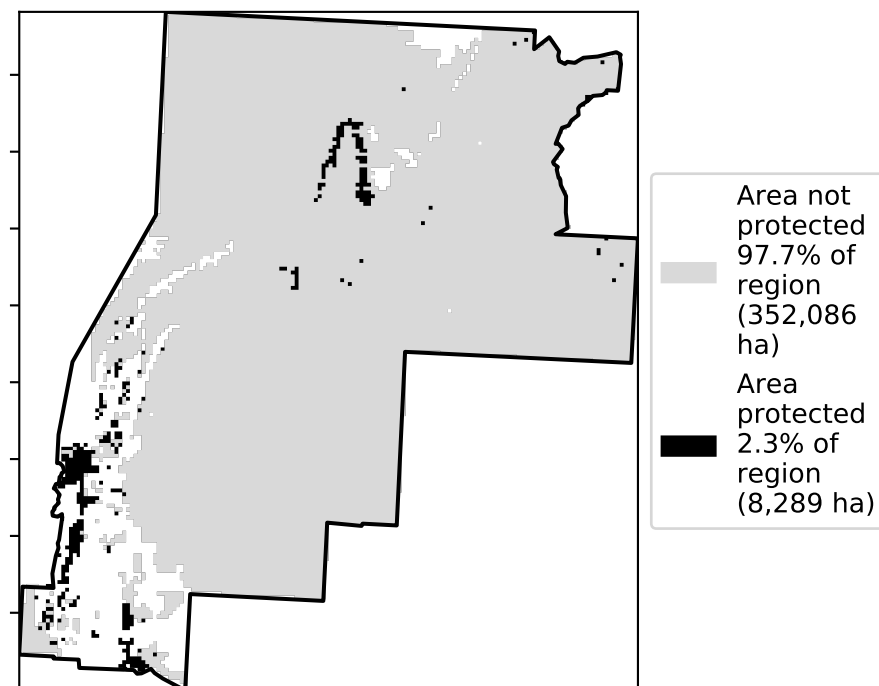 Area not
protected
97.7% of
region
(352,086
ha)
Area
protected
2.3% of
region
(8,289 ha)